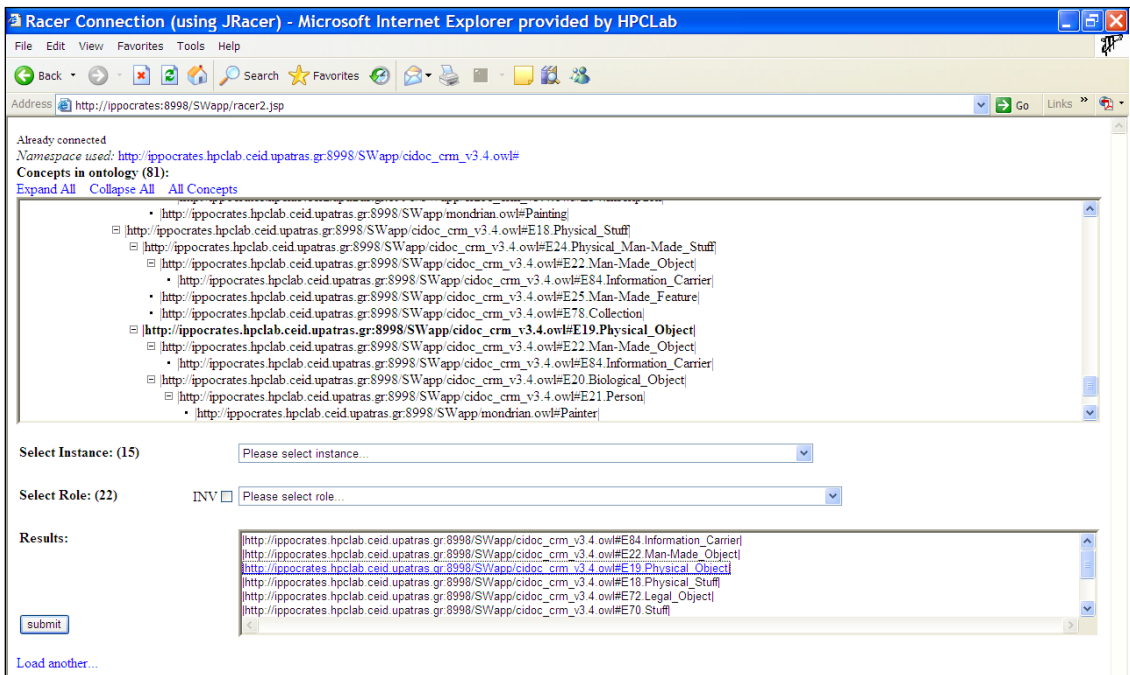 Racer Connection (using JRacer) - Microsoft Internet Explorer provided by HPCLab
File Edit View Favorites Tools Help
Back Search Favorites
Address http://ippocrates:8998/SWapp/racer2.jsp Go Links »
Already connected
Namespace used: http://ippocrates.hpclab.ceid.upatras.gr:8998/SWapp/cidoc_crm_v3.4.owl#
Concepts in ontology (81):
Expand All Collapse All All Concepts
|http://ippocrates.hpclab.ceid.upatras.gr:8998/SWapp/mondrian.owl#Painting|
|http://ippocrates.hpclab.ceid.upatras.gr:8998/SWapp/cidoc_crm_v3.4.owl#E18.Physical_Stuff|
|http://ippocrates.hpclab.ceid.upatras.gr:8998/SWapp/cidoc_crm_v3.4.owl#E24.Physical_Man-Made_Stuff|
|http://ippocrates.hpclab.ceid.upatras.gr:8998/SWapp/cidoc_crm_v3.4.owl#E22.Man-Made_Object|
|http://ippocrates.hpclab.ceid.upatras.gr:8998/SWapp/cidoc_crm_v3.4.owl#E84.Information_Carrier|
|http://ippocrates.hpclab.ceid.upatras.gr:8998/SWapp/cidoc_crm_v3.4.owl#E25.Man-Made_Feature|
|http://ippocrates.hpclab.ceid.upatras.gr:8998/SWapp/cidoc_crm_v3.4.owl#E78.Collection|
|http://ippocrates.hpclab.ceid.upatras.gr:8998/SWapp/cidoc_crm_v3.4.owl#E19.Physical_Object|
|http://ippocrates.hpclab.ceid.upatras.gr:8998/SWapp/cidoc_crm_v3.4.owl#E22.Man-Made_Object|
|http://ippocrates.hpclab.ceid.upatras.gr:8998/SWapp/cidoc_crm_v3.4.owl#E84.Information_Carrier|
|http://ippocrates.hpclab.ceid.upatras.gr:8998/SWapp/cidoc_crm_v3.4.owl#E20.Biological_Object|
|http://ippocrates.hpclab.ceid.upatras.gr:8998/SWapp/cidoc_crm_v3.4.owl#E21.Person|
|http://ippocrates.hpclab.ceid.upatras.gr:8998/SWapp/mondrian.owl#Painter|
Select Instance: (15) Please select instance...
Select Role: (22) INV Please select role...
Results:
|http://ippocrates.hpclab.ceid.upatras.gr:8998/SWapp/cidoc_crm_v3.4.owl#E84.Information_Carrier|
|http://ippocrates.hpclab.ceid.upatras.gr:8998/SWapp/cidoc_crm_v3.4.owl#E22.Man-Made_Object|
|http://ippocrates.hpclab.ceid.upatras.gr:8998/SWapp/cidoc_crm_v3.4.owl#E19.Physical_Object|
|http://ippocrates.hpclab.ceid.upatras.gr:8998/SWapp/cidoc_crm_v3.4.owl#E18.Physical_Stuff|
|http://ippocrates.hpclab.ceid.upatras.gr:8998/SWapp/cidoc_crm_v3.4.owl#E72.Legal_Object|
|http://ippocrates.hpclab.ceid.upatras.gr:8998/SWapp/cidoc_crm_v3.4.owl#E70.Stuff|
submit
Load another...